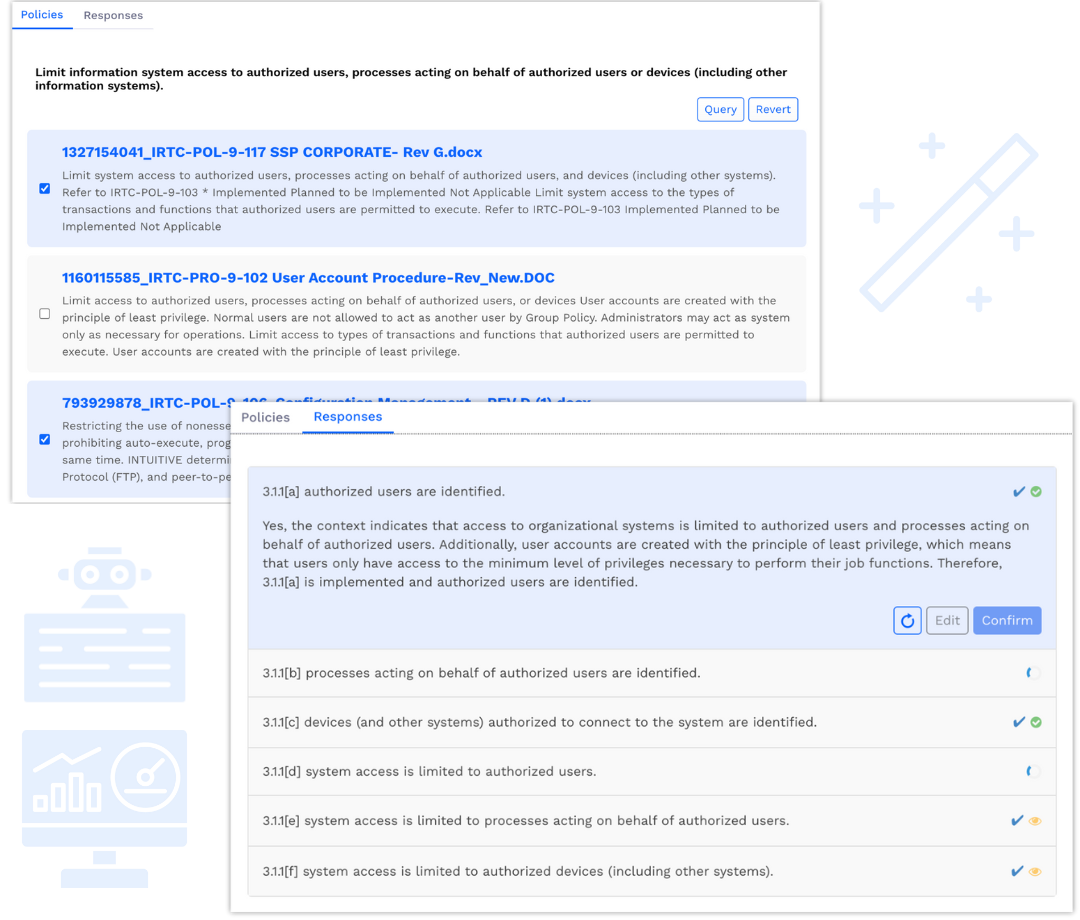 Policies Responses
Limit information system access to authorized users, processes acting on behalf of authorized users or devices (including other
information systems).
Query Revert
1327154041_IRTC-POL-9-117 SSP CORPORATE- Rev G.docx
Limit system access to authorized users, processes acting on behalf of authorized users, and devices (including other systems).
Refer to IRTC-POL-9-103 * Implemented Planned to be Implemented Not Applicable Limit system access to the types of
transactions and functions that authorized users are permitted to execute. Refer to IRTC-POL-9-103 Implemented Planned to be
Implemented Not Applicable
1160115585_IRTC-PRO-9-102 User Account Procedure-Rev_New.DOC
Limit access to authorized users, processes acting on behalf of authorized users, or devices User accounts are created with the
principle of least privilege. Normal users are not allowed to act as another user by Group Policy. Administrators may act as system
only as necessary for operations. Limit access to types of transactions and functions that authorized users are permitted to
execute. User accounts are created with the principle of least privilege.
793929878_IRTC-POL-9-106 Configuration Management
Restricting the use of nonesse
prohibiting auto-execute, prog
same time. INTUITIVE determi
Protocol (FTP), and peer-to-pe
Policies Responses
3.1.1[a] authorized users are identified.
Yes, the context indicates that access to organizational systems is limited to authorized users and processes acting on
behalf of authorized users. Additionally, user accounts are created with the principle of least privilege, which means
that users only have access to the minimum level of privileges necessary to perform their job functions. Therefore,
3.1.1[a] is implemented and authorized users are identified.
Edit Confirm
3.1.1[b] processes acting on behalf of authorized users are identified.
3.1.1[c] devices (and other systems) authorized to connect to the system are identified.
3.1.1[d] system access is limited to authorized users.
3.1.1[e] system access is limited to processes acting on behalf of authorized users.
3.1.1[f] system access is limited to authorized devices (including other systems).